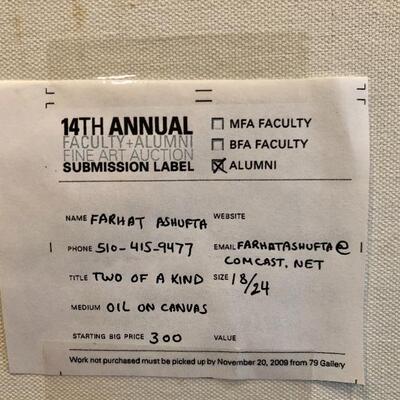 14TH ANNUAL
FACULTY+ALUMNI
FINE ART AUCTION
SUBMISSION LABEL
MFA FACULTY
BFA FACULTY
ALUMNI
NAME FARHAT ASHUFTA WEBSITE
PHONE 510-415-9477 EMAIL FARHATASHUFTA@
COMCAST.NET
TITLE TWO OF A KIND SIZE 18/24
MEDIUM OIL ON CANVAS
STARTING BIG PRICE 300 VALUE
Work not purchased must be picked up by November 20, 2009 from 79 Gallery